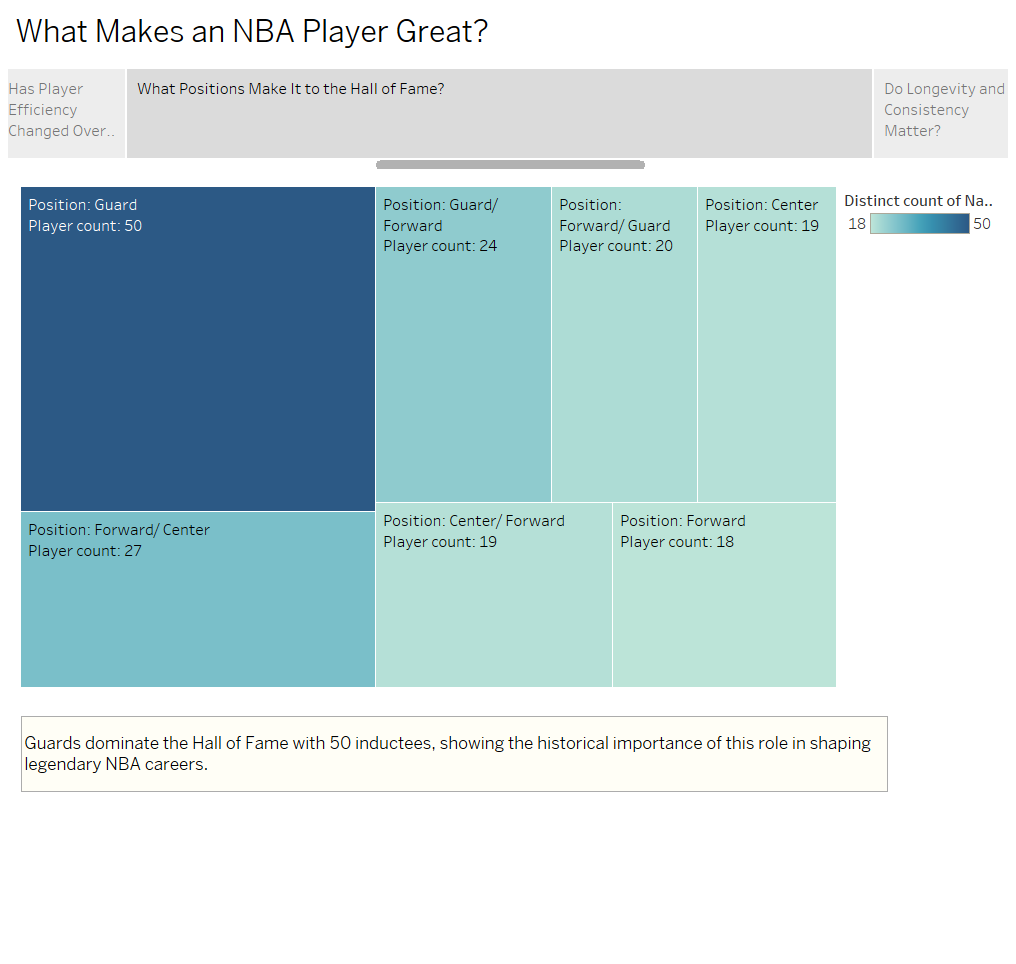 What Makes an NBA Player Great?
Has Player
Efficiency
Changed Over..
What Positions Make It to the Hall of Fame?
Do Longevity and
Consistency
Matter?
Position: Guard
Player count: 50
Position: Guard/
Forward
Player count: 24
Position:
Forward/ Guard
Player count: 20
Position: Center
Player count: 19
Distinct count of Na..
18
50
Position: Forward/ Center
Player count: 27
Position: Center/ Forward
Player count: 19
Position: Forward
Player count: 18
Guards dominate the Hall of Fame with 50 inductees, showing the historical importance of this role in shaping
legendary NBA careers.